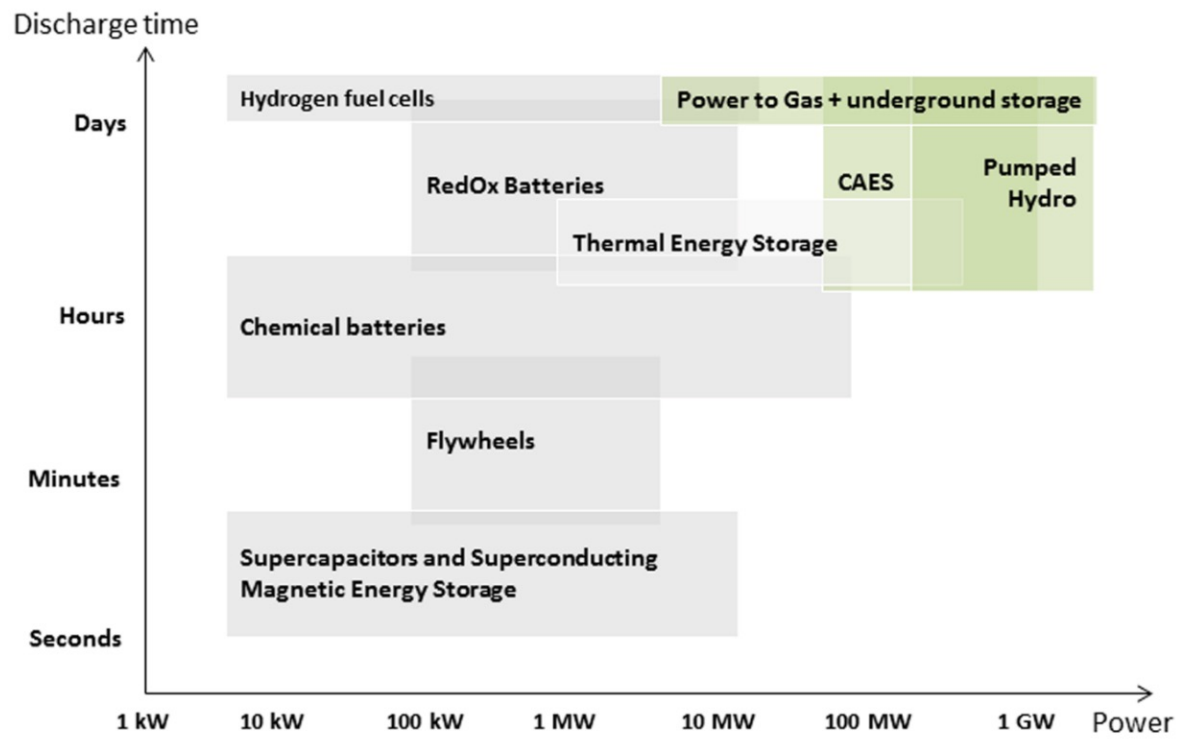 Discharge time
Hydrogen fuel cells
Power to Gas + underground storage
Days
RedOx Batteries
CAES
Pumped
Hydro
Thermal Energy Storage
Hours
Chemical batteries
Flywheels
Minutes
Supercapacitors and Superconducting
Magnetic Energy Storage
Seconds
1 kW
10 kW
100 kW
1 MW
10 MW
100 MW
1 GW
Power